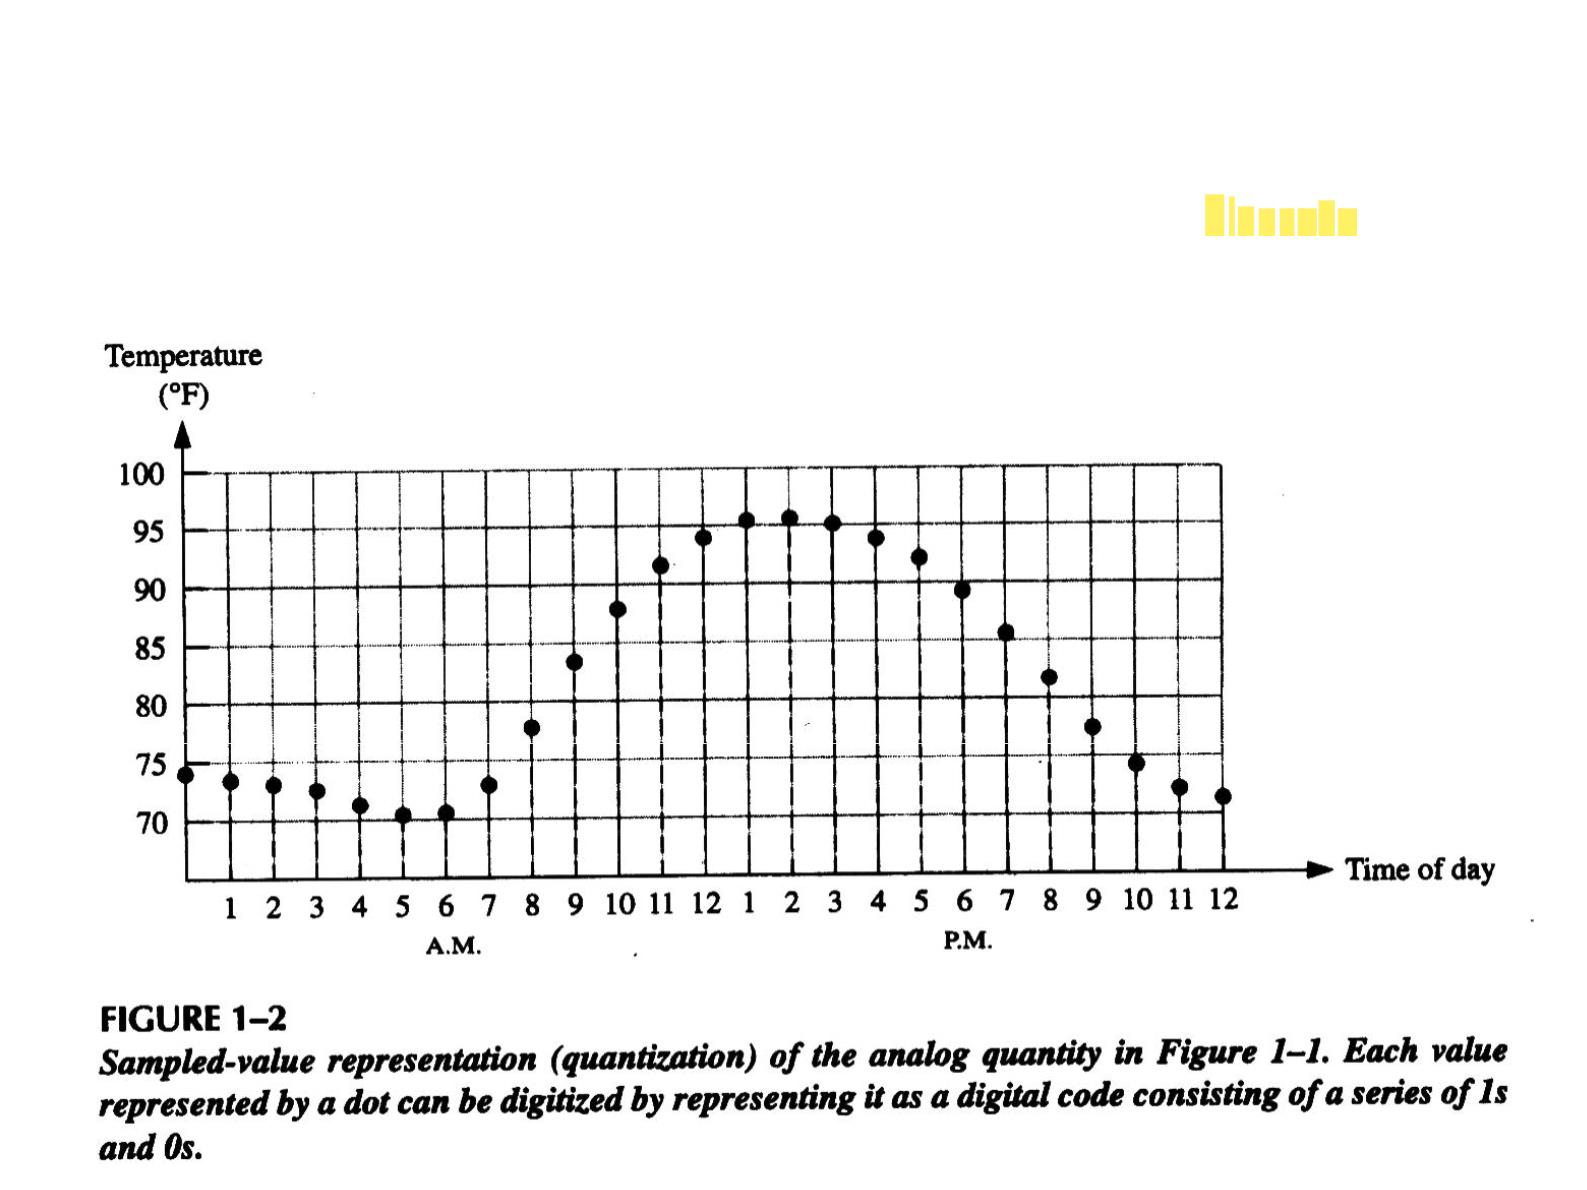 Temperature
(°F)
100
95
90
85
80
75
70
Time of day
1 2 3 4 5 6 7 8 9 10 11 12 1 2 3 4 5 6 7 8 9 10 11 12
A.M. P.M.
FIGURE 1–2
Sampled-value representation (quantization) of the analog quantity in Figure 1–1. Each value
represented by a dot can be digitized by representing it as a digital code consisting of a series of 1s
and 0s.